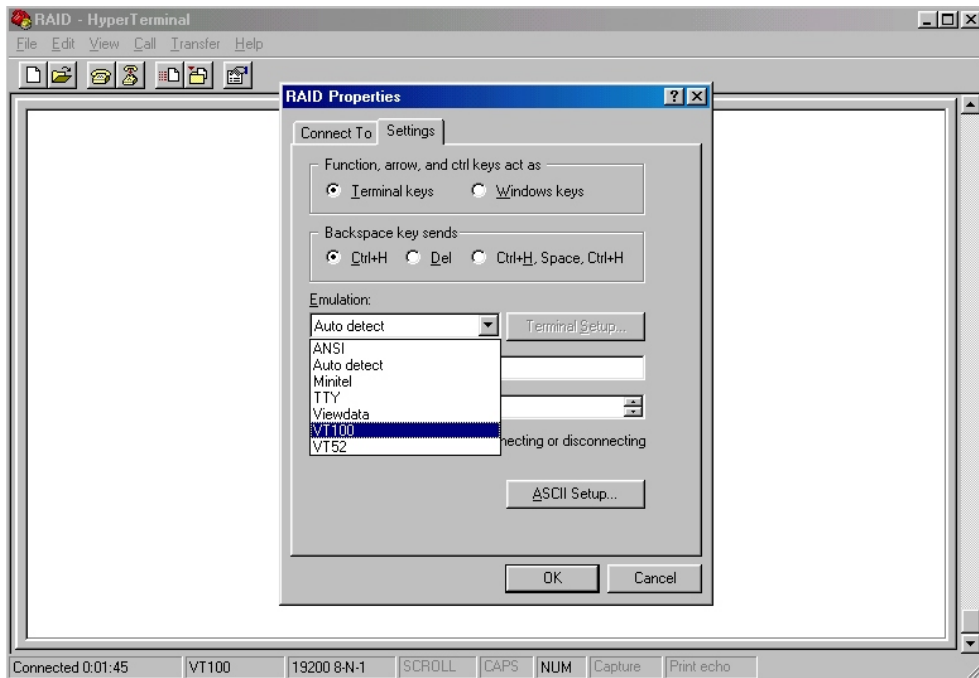 RAID - HyperTerminal
File Edit View Call Transfer Help
RAID Properties
Connect To Settings
Function, arrow, and ctrl keys act as
Terminal keys Windows keys
Backspace key sends
Ctrl+H Del Ctrl+H, Space, Ctrl+H
Emulation:
Auto detect Terminal Setup...
ANSI
Auto detect
Minitel
TTY
Viewdata
VT100
VT52
necting or disconnecting
ASCII Setup...
OK Cancel
Connected 0:01:45 VT100 19200 8-N-1 SCROLL CAPS NUM Capture Print echo